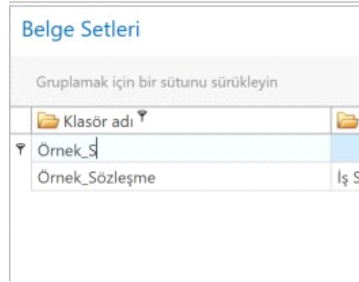 Belge Setleri
Gruplamak için bir sütunu sürükleyin
Klasör adı
Örnek_S
Örnek_Sözleşme İş S